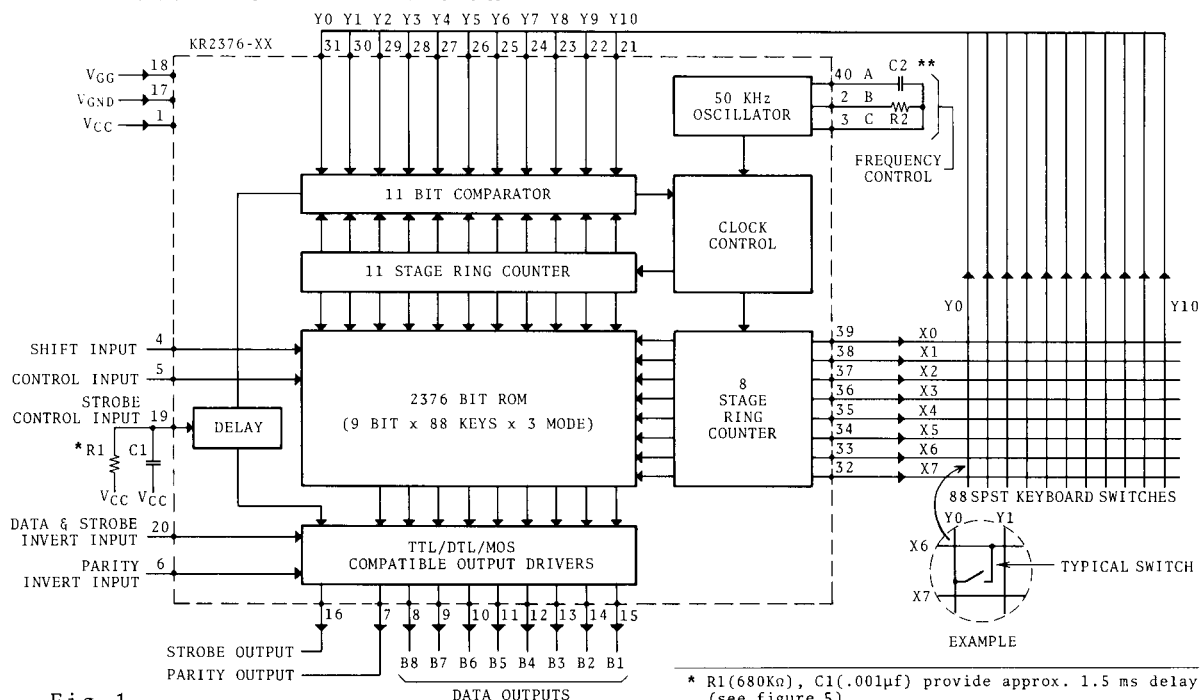 Y0 Y1 Y2 Y3 Y4 Y5 Y6 Y7 Y8 Y9 Y10
KR2376-XX
31 30 29 28 27 26 25 24 23 22 21
VGG 18
VGND 17
VCC 1
50 KHz
OSCILLATOR
40 A C2 **
2 B R2
3 C
FREQUENCY
CONTROL
11 BIT COMPARATOR
CLOCK
CONTROL
11 STAGE RING COUNTER
Y0 Y10
SHIFT INPUT 4
CONTROL INPUT 5
STROBE
CONTROL INPUT 19
DELAY
* R1 C1
VCC VCC
2376 BIT ROM
(9 BIT x 88 KEYS x 3 MODE)
8
STAGE
RING
COUNTER
39 X0
38 X1
37 X2
36 X3
35 X4
34 X5
33 X6
32 X7
88 SPST KEYBOARD SWITCHES
DATA & STROBE
INVERT INPUT 20
PARITY
INVERT INPUT 6
TTL/DTL/MOS
COMPATIBLE OUTPUT DRIVERS
Y0 Y1
X6
TYPICAL SWITCH
X7
EXAMPLE
16 7 8 9 10 11 12 13 14 15
STROBE OUTPUT
PARITY OUTPUT
B8 B7 B6 B5 B4 B3 B2 B1
DATA OUTPUTS
* R1(680KΩ), C1(.001μf) provide approx. 1.5 ms delay